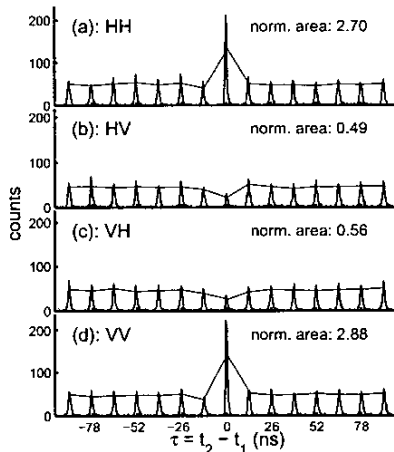 200
(a): HH norm. area: 2.70
100
0
200
(b): HV norm. area: 0.49
100
0
200
(c): VH norm. area: 0.56
100
0
200
(d): VV norm. area: 2.88
100
0
counts
−78 −52 −26 0 26 52 78
τ = t₂ − t₁ (ns)